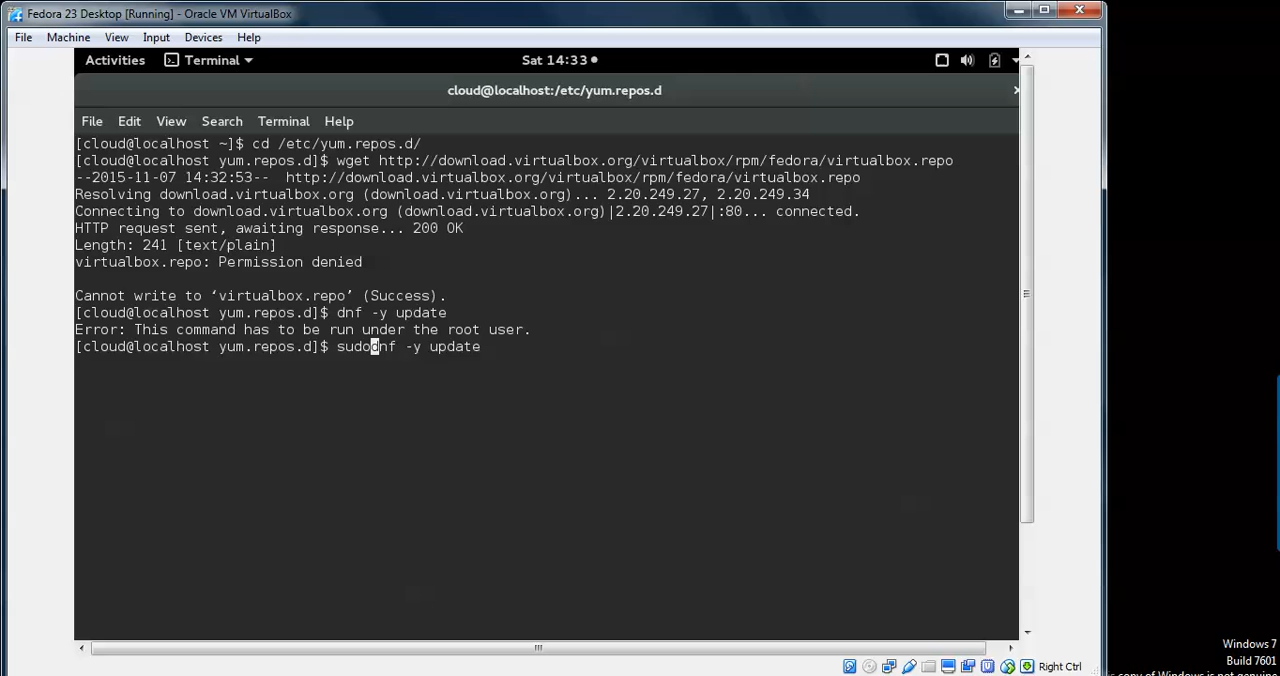 Fedora 23 Desktop [Running] - Oracle VM VirtualBox
File Machine View Input Devices Help
Activities Terminal Sat 14:33
cloud@localhost:/etc/yum.repos.d
File Edit View Search Terminal Help
[cloud@localhost ~]$ cd /etc/yum.repos.d/
[cloud@localhost yum.repos.d]$ wget http://download.virtualbox.org/virtualbox/rpm/fedora/virtualbox.repo
--2015-11-07 14:32:53-- http://download.virtualbox.org/virtualbox/rpm/fedora/virtualbox.repo
Resolving download.virtualbox.org (download.virtualbox.org)... 2.20.249.27, 2.20.249.34
Connecting to download.virtualbox.org (download.virtualbox.org)|2.20.249.27|:80... connected.
HTTP request sent, awaiting response... 200 OK
Length: 241 [text/plain]
virtualbox.repo: Permission denied
Cannot write to ‘virtualbox.repo’ (Success).
[cloud@localhost yum.repos.d]$ dnf -y update
Error: This command has to be run under the root user.
[cloud@localhost yum.repos.d]$ sudodnf -y update
Right Ctrl
Windows 7
Build 7601
copy of Windows is not genuine